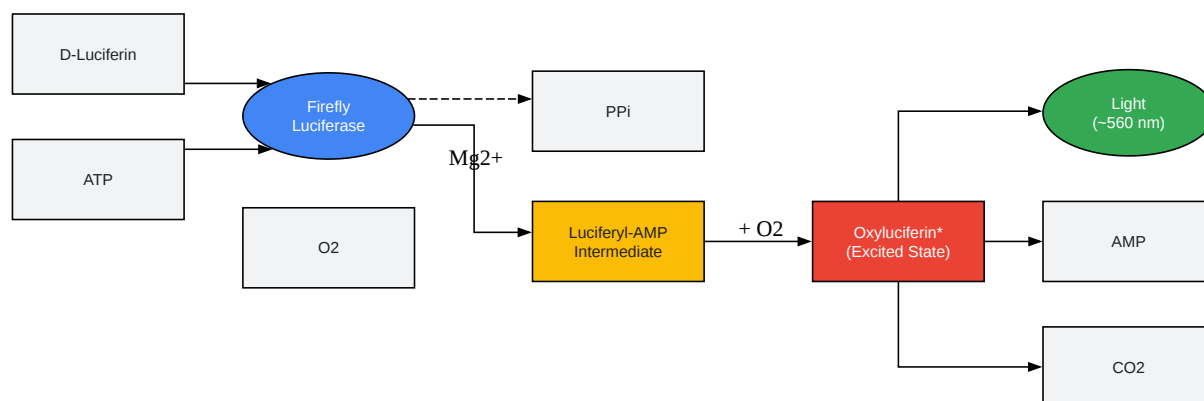 D-Luciferin
ATP
Firefly
Luciferase
O2
PPi
Mg2+
Luciferyl-AMP
Intermediate
+ O2
Oxyluciferin*
(Excited State)
Light
(~560 nm)
AMP
CO2